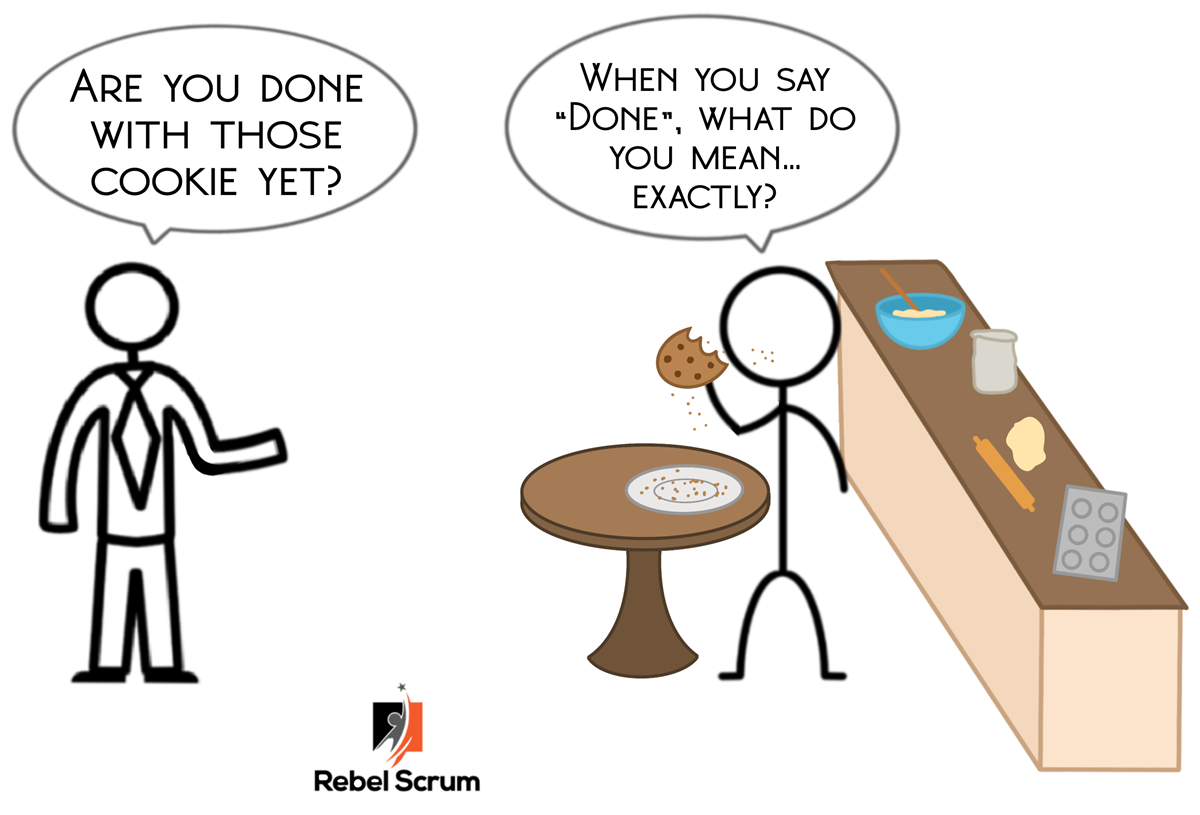 ARE YOU DONE
WITH THOSE
COOKIE YET?
WHEN YOU SAY
"DONE", WHAT DO
YOU MEAN...
EXACTLY?
Rebel Scrum